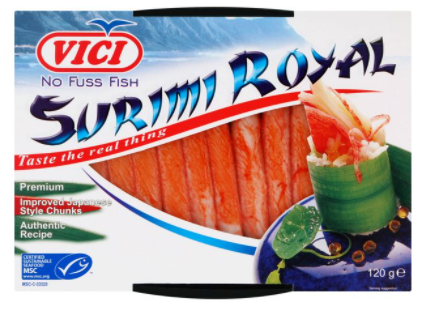 VICI
No Fuss Fish
SURIMI ROYAL
Taste the real thing
Premium
Improved Japanese
Style Chunks
Authentic
Recipe
CERTIFIED
SUSTAINABLE
SEAFOOD
MSC
www.msc.org
120 g e
Serving suggestion